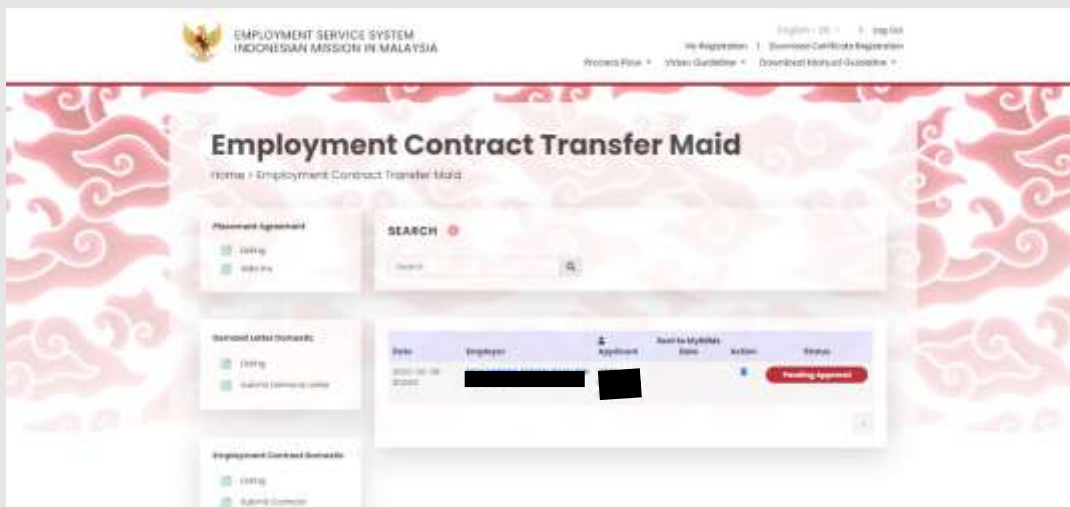 EMPLOYMENT SERVICE SYSTEM
INDONESIAN MISSION IN MALAYSIA
English - EN
Log Out
My Registration | Download Certificate Registration
Process Flow Video Guideline Download Manual Guideline
Employment Contract Transfer Maid
Home > Employment Contract Transfer Maid
Placement Agreement
Listing
SEARCH
Search
Demand Letter Domestic
Listing
Submit Demand Letter
Date Employer Applicant Sent to MyIMMs Date Action Status
Pending Approval
Employment Contract Domestic
Listing
Submit Contract